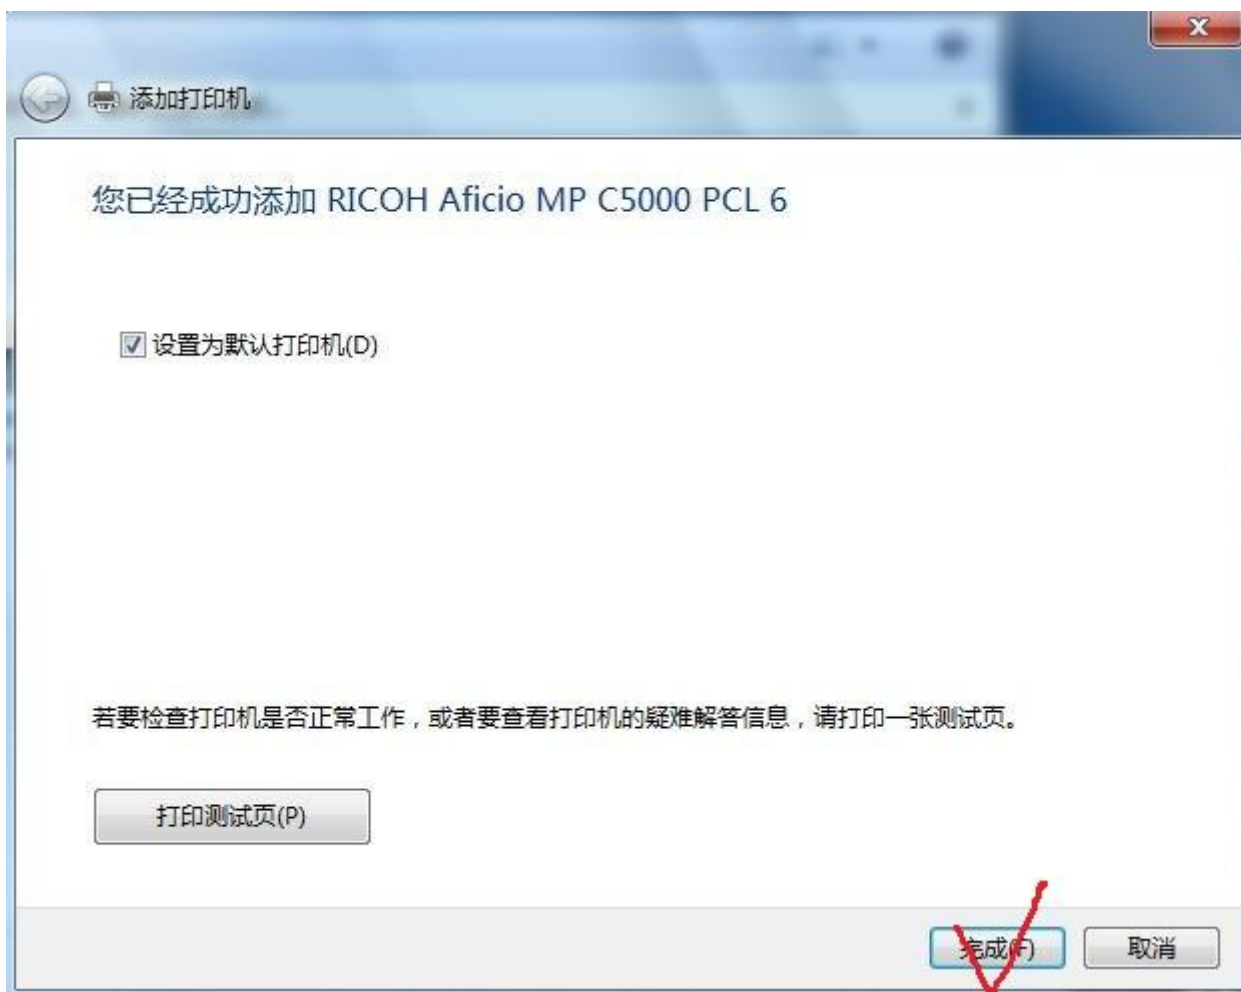 添加打印机
您已经成功添加 RICOH Aficio MP C5000 PCL 6
设置为默认打印机(D)
若要检查打印机是否正常工作，或者要查看打印机的疑难解答信息，请打印一张测试页。
打印测试页(P)
完成(F) 取消